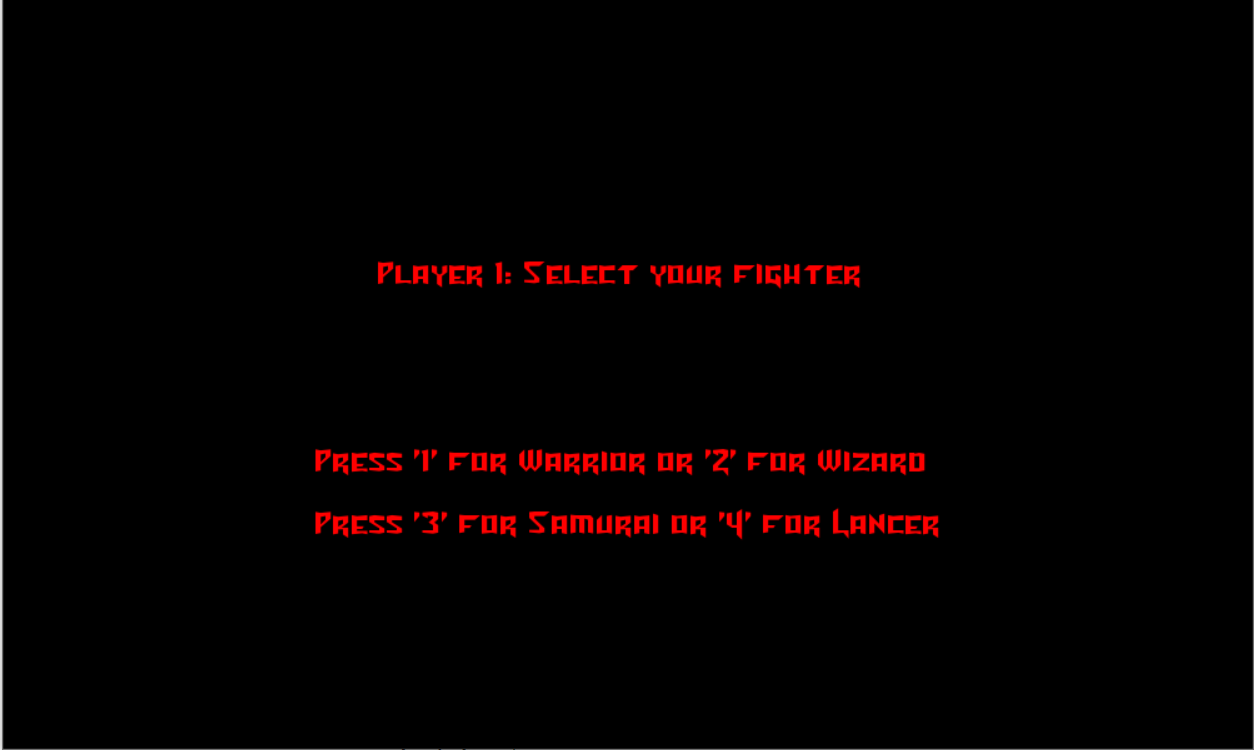 Player 1: Select your fighter
Press '1' for Warrior or '2' for Wizard
Press '3' for Samurai or '4' for Lancer